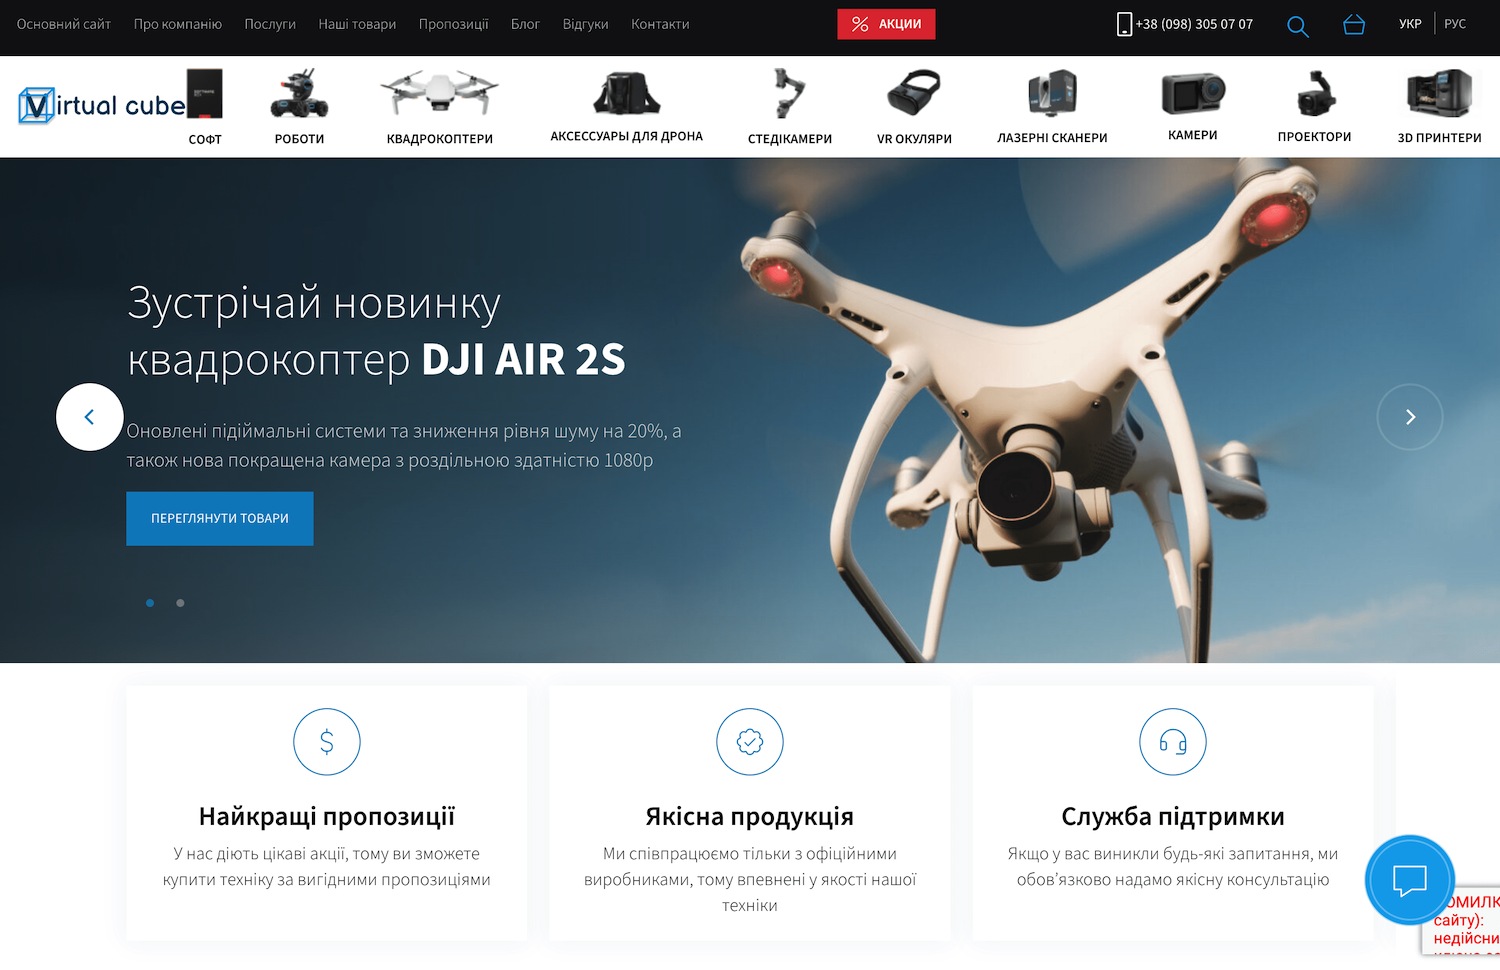 Основний сайт Про компанію Послуги Наші товари Пропозиції Блог Відгуки Контакти АКЦИИ +38 (098) 305 07 07 УКР РУС
Virtual cube
СОФТ РОБОТИ КВАДРОКОПТЕРИ АКСЕССУАРЫ ДЛЯ ДРОНА СТЕДІКАМЕРИ VR ОКУЛЯРИ ЛАЗЕРНІ СКАНЕРИ КАМЕРИ ПРОЕКТОРИ 3D ПРИНТЕРИ
Зустрічай новинку
квадрокоптер DJI AIR 2S
Оновлені підіймальні системи та зниження рівня шуму на 20%, а
також нова покращена камера з роздільною здатністю 1080р
ПЕРЕГЛЯНУТИ ТОВАРИ
Найкращі пропозиції
У нас діють цікаві акції, тому ви зможете
купити техніку за вигідними пропозиціями
Якісна продукція
Ми співпрацюємо тільки з офіційними
виробниками, тому впевнені у якості нашої
техніки
Служба підтримки
Якщо у вас виникли будь-які запитання, ми
обов’язково надамо якісну консультацію
сайту):